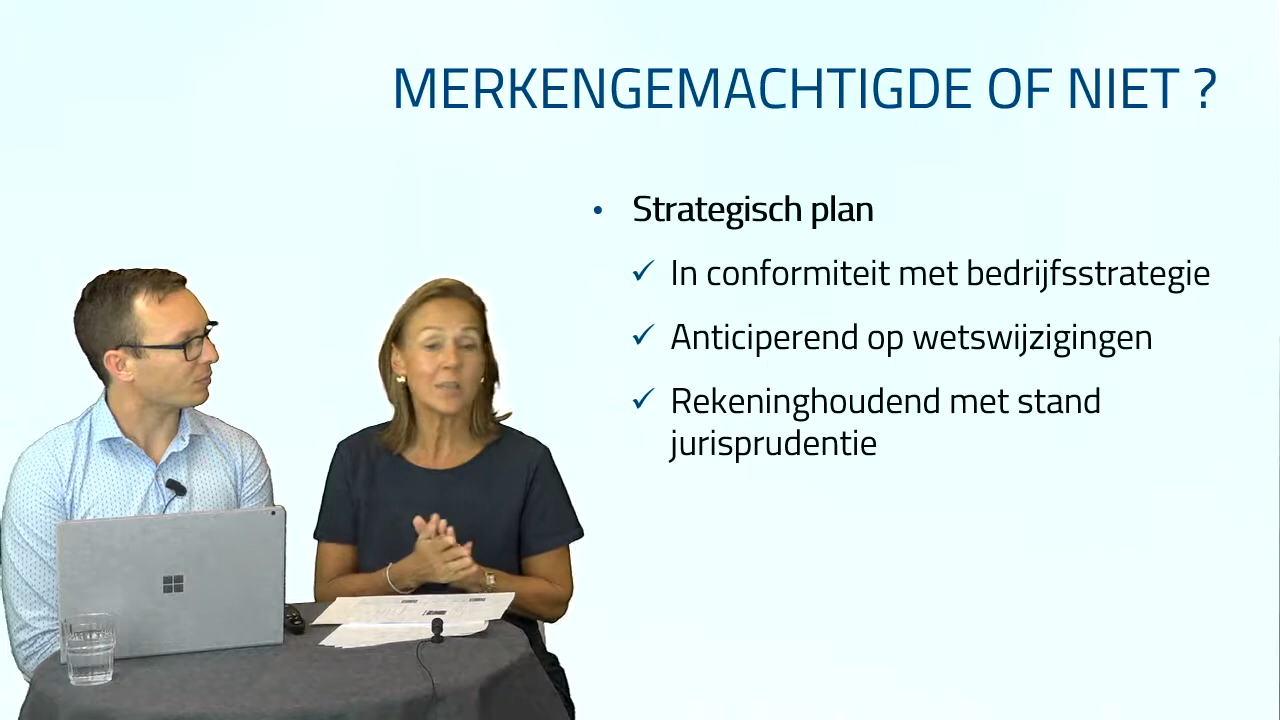 MERKENGEMACHTIGDE OF NIET ?
• Strategisch plan
✓ In conformiteit met bedrijfsstrategie
✓ Anticiperend op wetswijzigingen
✓ Rekeninghoudend met stand
jurisprudentie